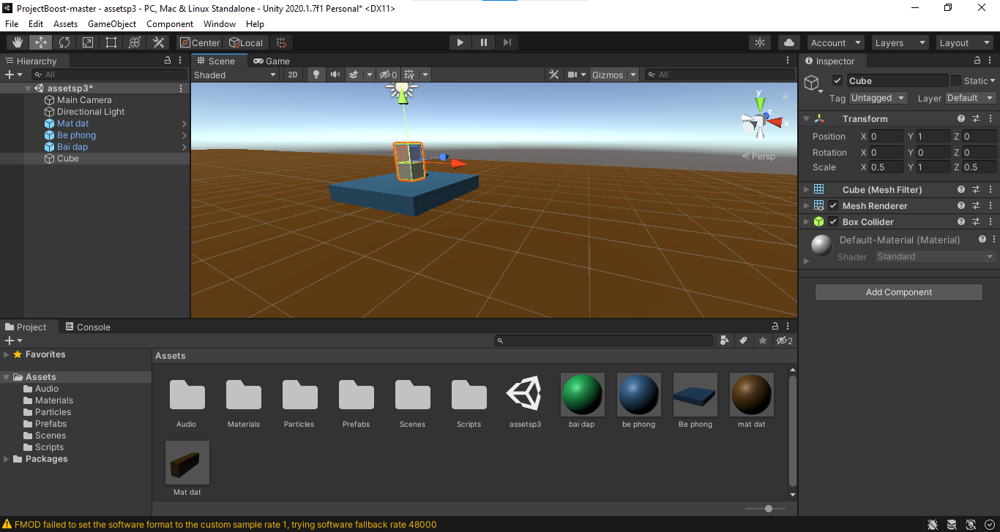 ProjectBoost-master - assetsp3 - PC, Mac & Linux Standalone - Unity 2020.1.7f1 Personal* <DX11>
File Edit Assets GameObject Component Window Help
Center Local Account Layers Layout
Hierarchy
All
assetsp3*
Main Camera
Directional Light
Mat dat
Be phong
Bai dap
Cube
Scene Game
Shaded 2D 0 Gizmos All
y
z
x
Persp
Inspector
Cube Static
Tag Untagged Layer Default
Transform
Position X 0 Y 1 Z 0
Rotation X 0 Y 0 Z 0
Scale X 0.5 Y 1 Z 0.5
Cube (Mesh Filter)
Mesh Renderer
Box Collider
Default-Material (Material)
Shader Standard
Add Component
Project Console
2
Favorites
Assets
Audio
Materials
Particles
Prefabs
Scenes
Scripts
Packages
Assets
Audio Materials Particles Prefabs Scenes Scripts assetsp3 bai dap be phong Be phong mat dat
Mat dat
FMOD failed to set the software format to the custom sample rate 1, trying software fallback rate 48000